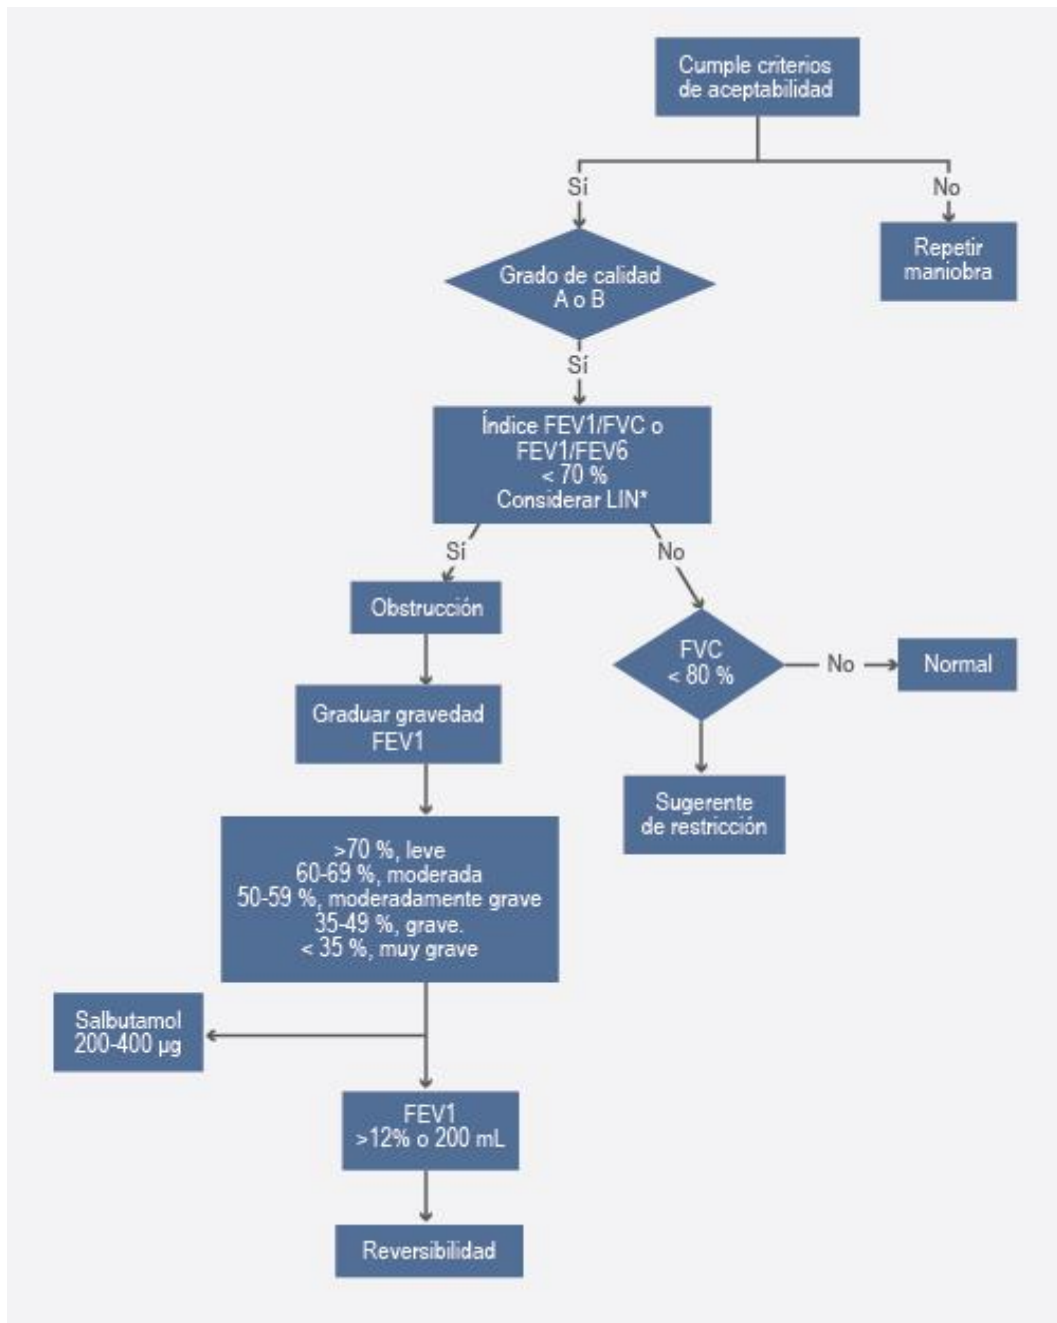 Cumple criterios
de aceptabilidad
Sí
No
Repetir
maniobra
Grado de calidad
A o B
Sí
Índice FEV1/FVC o
FEV1/FEV6
< 70 %
Considerar LIN*
Sí
No
Obstrucción
FVC
< 80 %
No
Normal
Graduar gravedad
FEV1
Sugerente
de restricción
>70 %, leve
60-69 %, moderada
50-59 %, moderadamente grave
35-49 %, grave.
< 35 %, muy grave
Salbutamol
200-400 µg
FEV1
>12% o 200 mL
Reversibilidad